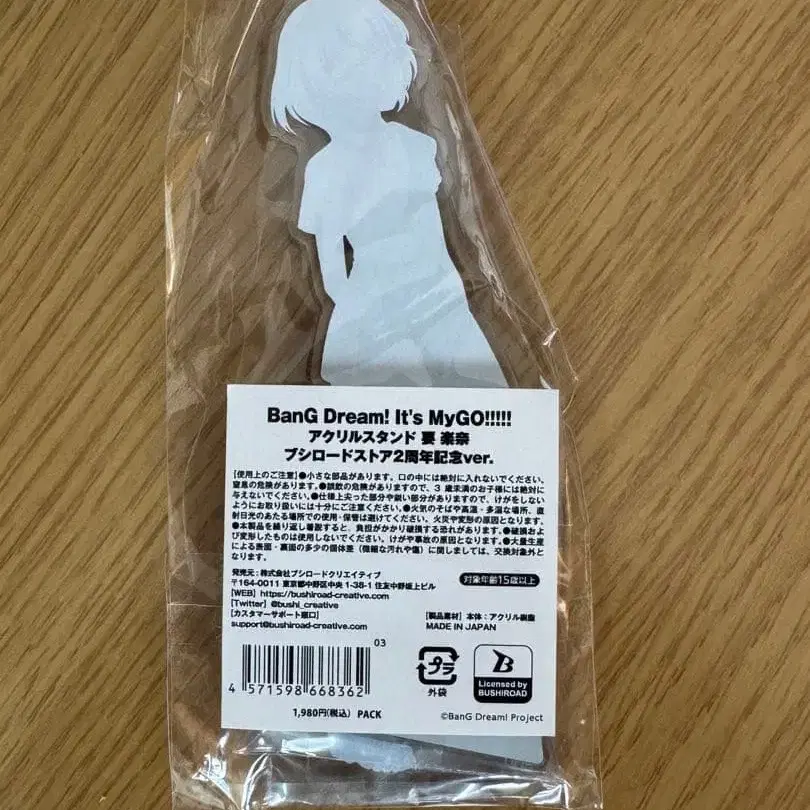 BanG Dream! It's MyGO!!!!!
アクリルスタンド 要 楽奈
ブシロードストア2周年記念ver.
【使用上のご注意】●小さな部品があります。口の中には絶対に入れないでください。
窒息の危険があります。●誤飲の危険がありますので、3歳未満のお子様には絶対に
与えないでください。●仕様上尖った部分や鋭い部分がありますので、けがをしない
ようにお取り扱いには十分にご注意ください。●火気のそばや高温・多湿な場所、直
射日光のあたる場所での使用・保管は避けてください。火災や変形の原因となります。
●本製品を繰り返し着脱すると、負担がかかり破損する恐れがあります。●破損およ
び変形したものは使用しないでください。けがや事故の原因となります。●大量生産
による表面・裏面の多少の個体差(微細な汚れや傷)に関しましては、交換対象外と
なります。
発売元:株式会社ブシロードクリエイティブ
〒164-0011 東京都中野区中央 1-38-1 住友中野坂上ビル
対象年齢15歳以上
【WEB】https://bushiroad-creative.com
【Twitter】@bushi_creative
【カスタマーサポート窓口】
support@bushiroad-creative.com
【製品素材】本体:アクリル樹脂
MADE IN JAPAN
03
4 571598 668362
1,980円(税込) PACK
プラ
外袋
B
Licensed by
BUSHIROAD
©BanG Dream! Project